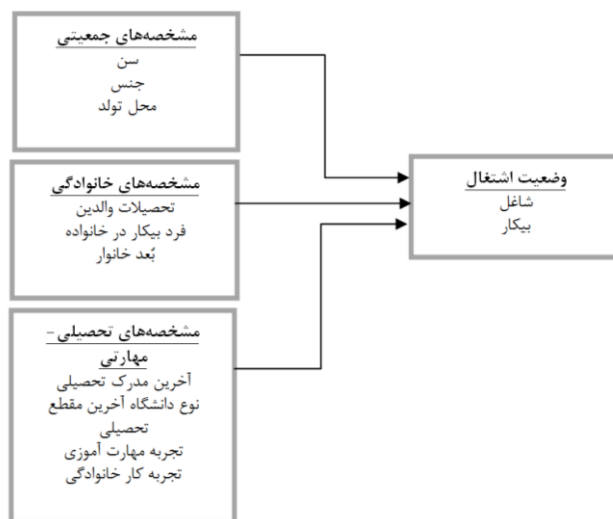 مشخصه‌های جمعیتی
سن
جنس
محل تولد
مشخصه‌های خانوادگی
تحصیلات والدین
فرد بیکار در خانواده
بُعد خانوار
مشخصه‌های تحصیلی-
مهارتی
آخرین مدرک تحصیلی
نوع دانشگاه آخرین مقطع
تحصیلی
تجربه مهارت آموزی
تجربه کار خانوادگی
وضعیت اشتغال
شاغل
بیکار